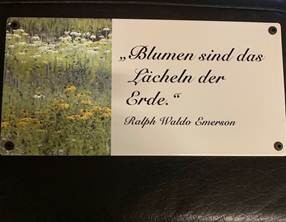 „Blumen sind das
Lächeln der
Erde.“
Ralph Waldo Emerson